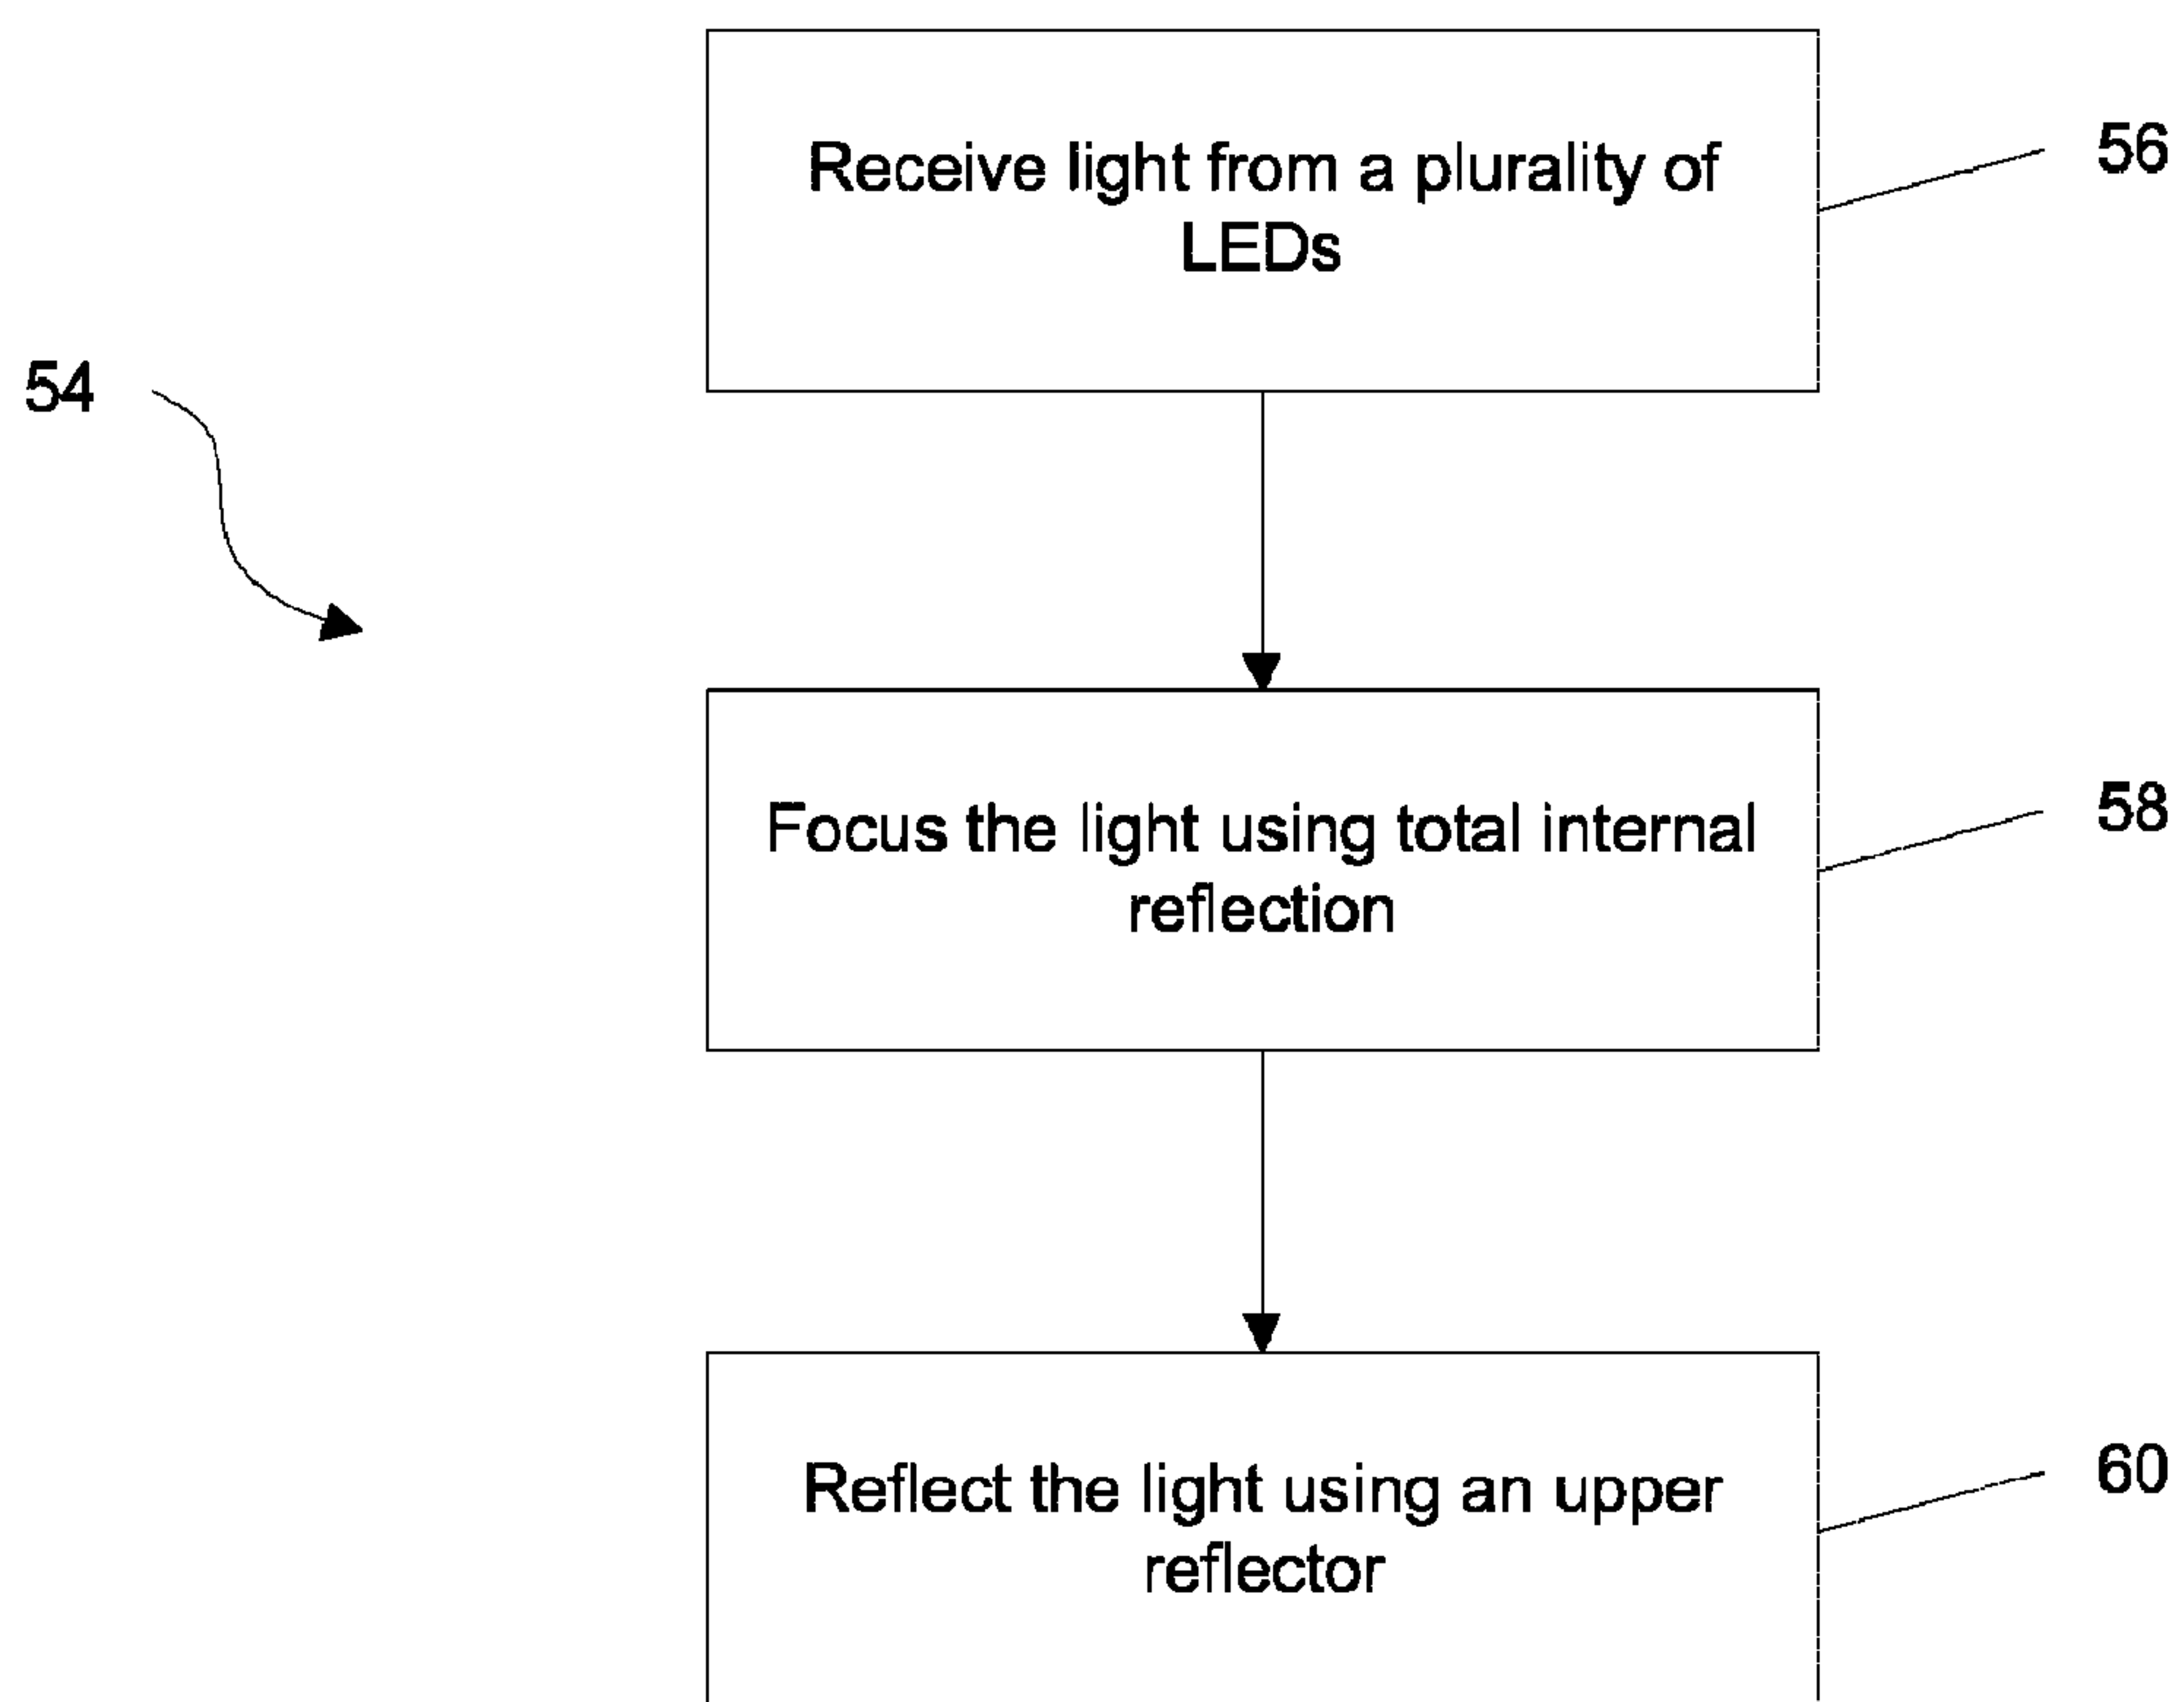 Receive light from a plurality of
LEDs
56
54
Focus the light using total internal
reflection
58
Reflect the light using an upper
reflector
60